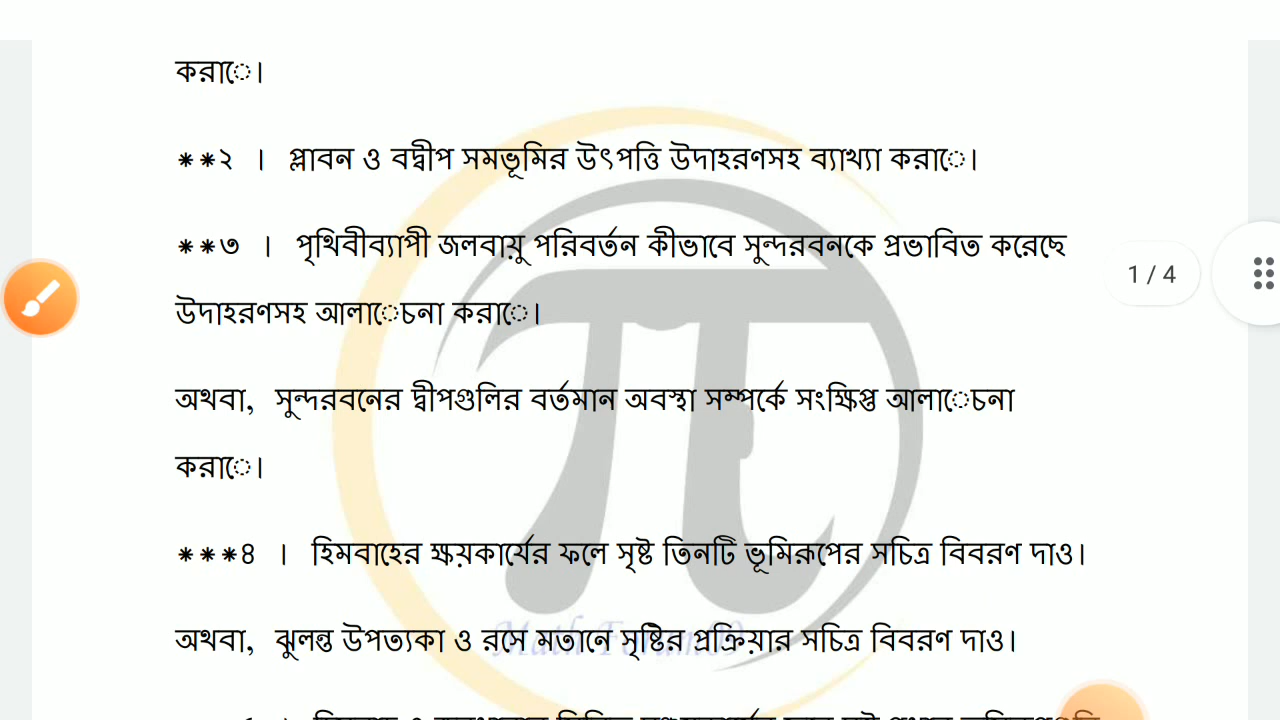 করাে।
**২ । প্লাবন ও বদ্বীপ সমভূমির উৎপত্তি উদাহরণসহ ব্যাখ্যা করাে।
**৩ । পৃথিবীব্যাপী জলবায়ু পরিবর্তন কীভাবে সুন্দরবনকে প্রভাবিত করেছে
1 / 4
উদাহরণসহ আলােচনা করাে।
অথবা, সুন্দরবনের দ্বীপগুলির বর্তমান অবস্থা সম্পর্কে সংক্ষিপ্ত আলােচনা
করাে।
***৪ । হিমবাহের ক্ষয়কার্যের ফলে সৃষ্ট তিনটি ভূমিরূপের সচিত্র বিবরণ দাও।
অথবা, ঝুলন্ত উপত্যকা ও রসে মতানে সৃষ্টির প্রক্রিয়ার সচিত্র বিবরণ দাও।
Math Forum09